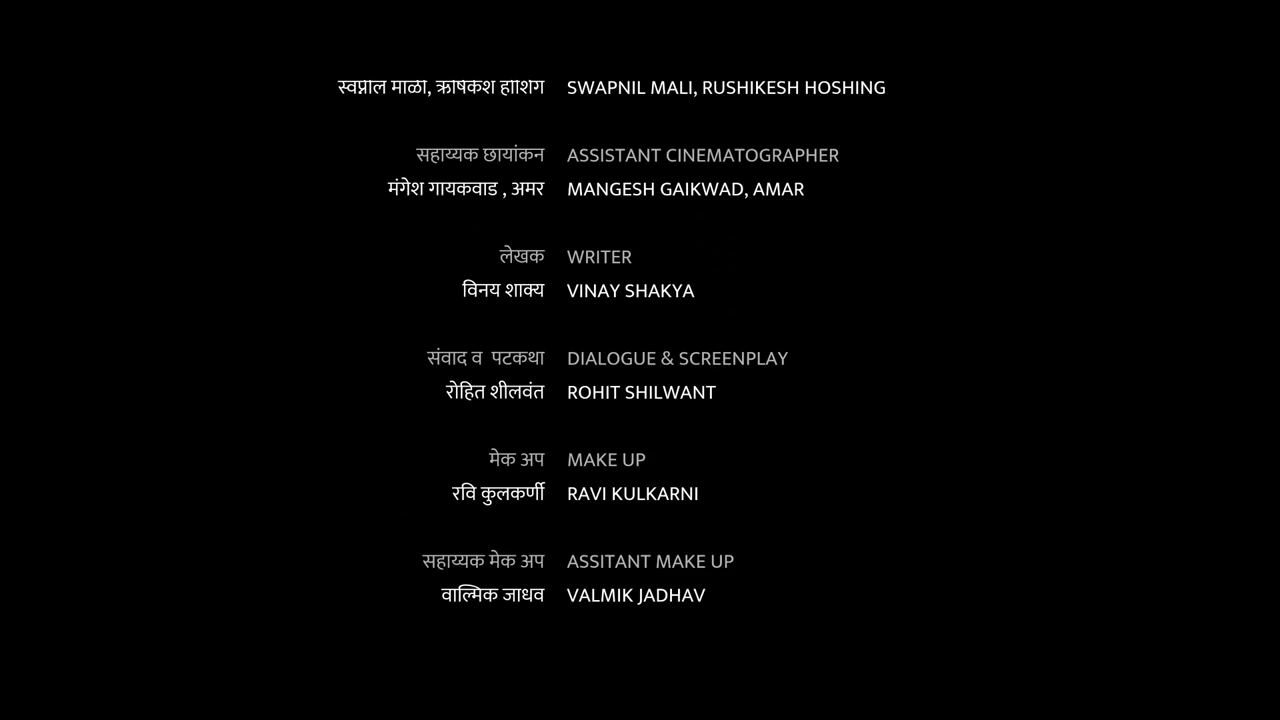 स्वप्नील माळी, ऋषिकेश होशिंग SWAPNIL MALI, RUSHIKESH HOSHING
सहाय्यक छायांकन ASSISTANT CINEMATOGRAPHER
मंगेश गायकवाड , अमर MANGESH GAIKWAD, AMAR
लेखक WRITER
विनय शाक्य VINAY SHAKYA
संवाद व पटकथा DIALOGUE & SCREENPLAY
रोहित शीलवंत ROHIT SHILWANT
मेक अप MAKE UP
रवि कुलकर्णी RAVI KULKARNI
सहाय्यक मेक अप ASSITANT MAKE UP
वाल्मिक जाधव VALMIK JADHAV